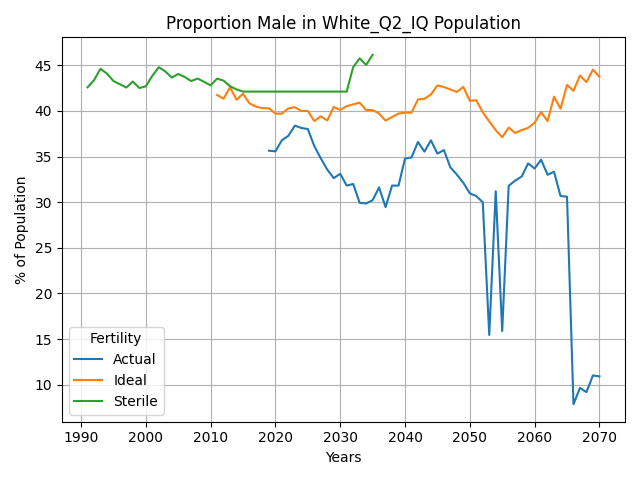 Proportion Male in White_Q2_IQ Population
% of Population
45
40
35
30
25
20
15
10
Fertility
Actual
Ideal
Sterile
1990 2000 2010 2020 2030 2040 2050 2060 2070
Years